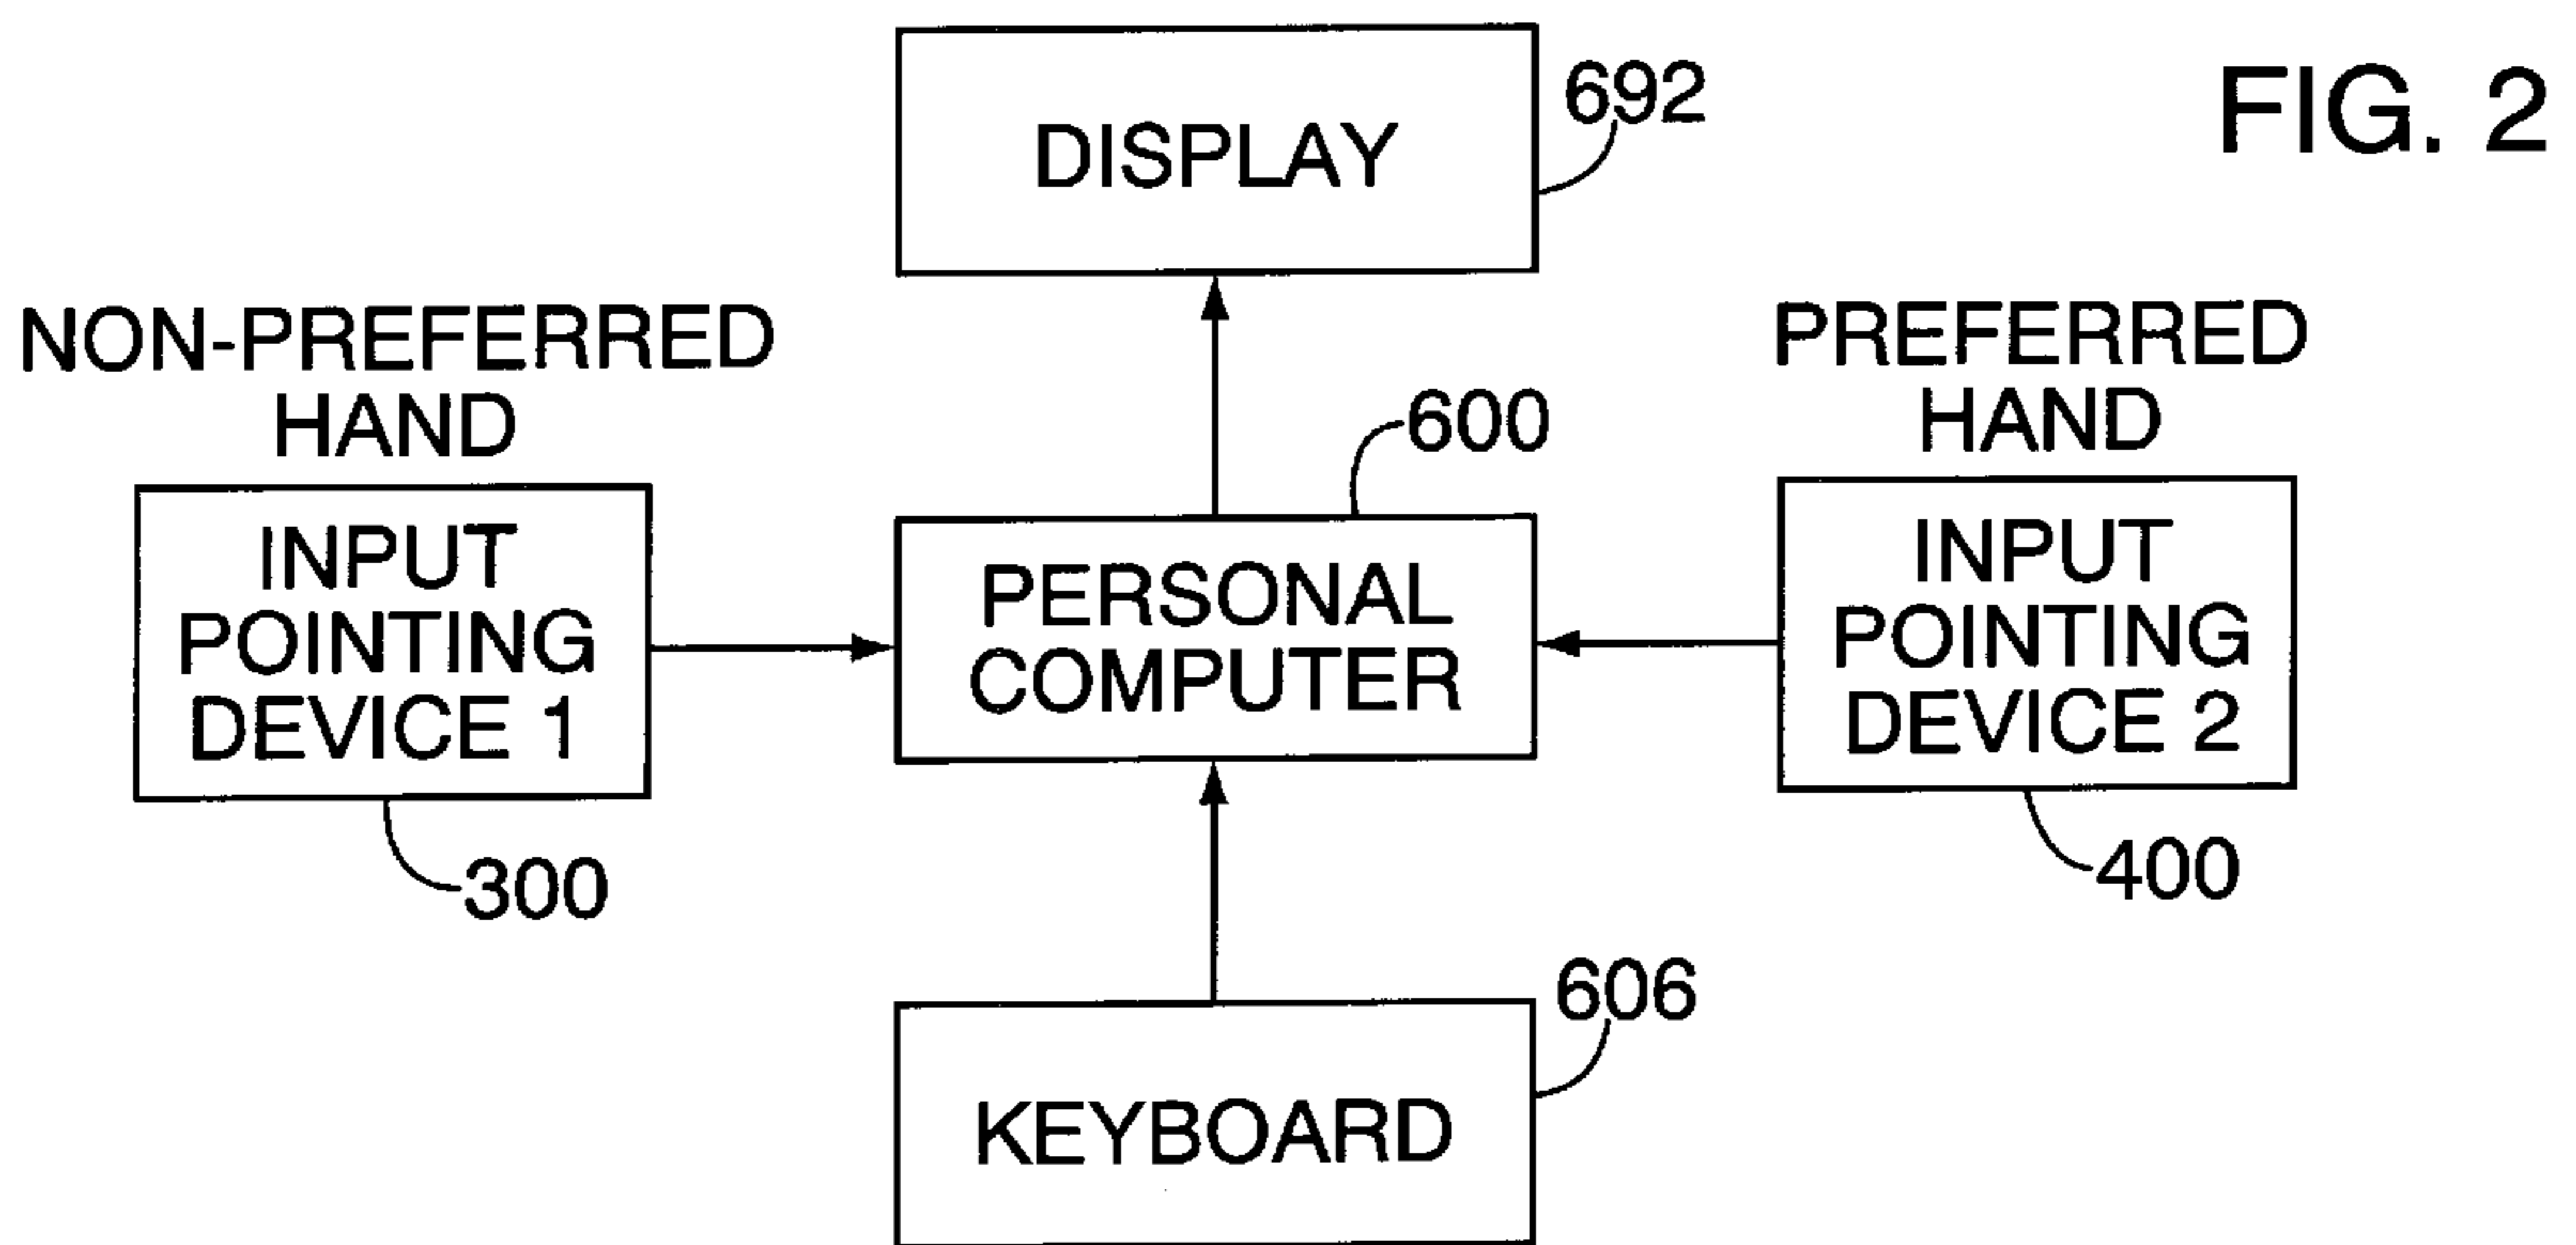 FIG. 2
DISPLAY
692
NON-PREFERRED
HAND
PREFERRED
HAND
600
INPUT
POINTING
DEVICE 1
300
PERSONAL
COMPUTER
INPUT
POINTING
DEVICE 2
400
606
KEYBOARD